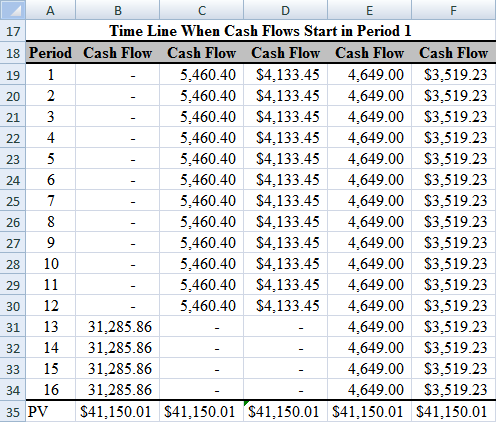 A B C D E F
17 Time Line When Cash Flows Start in Period 1
18 Period Cash Flow Cash Flow Cash Flow Cash Flow Cash Flow
19 1 - 5,460.40 $4,133.45 4,649.00 $3,519.23
20 2 - 5,460.40 $4,133.45 4,649.00 $3,519.23
21 3 - 5,460.40 $4,133.45 4,649.00 $3,519.23
22 4 - 5,460.40 $4,133.45 4,649.00 $3,519.23
23 5 - 5,460.40 $4,133.45 4,649.00 $3,519.23
24 6 - 5,460.40 $4,133.45 4,649.00 $3,519.23
25 7 - 5,460.40 $4,133.45 4,649.00 $3,519.23
26 8 - 5,460.40 $4,133.45 4,649.00 $3,519.23
27 9 - 5,460.40 $4,133.45 4,649.00 $3,519.23
28 10 - 5,460.40 $4,133.45 4,649.00 $3,519.23
29 11 - 5,460.40 $4,133.45 4,649.00 $3,519.23
30 12 - 5,460.40 $4,133.45 4,649.00 $3,519.23
31 13 31,285.86 - - 4,649.00 $3,519.23
32 14 31,285.86 - - 4,649.00 $3,519.23
33 15 31,285.86 - - 4,649.00 $3,519.23
34 16 31,285.86 - - 4,649.00 $3,519.23
35 PV $41,150.01 $41,150.01 $41,150.01 $41,150.01 $41,150.01